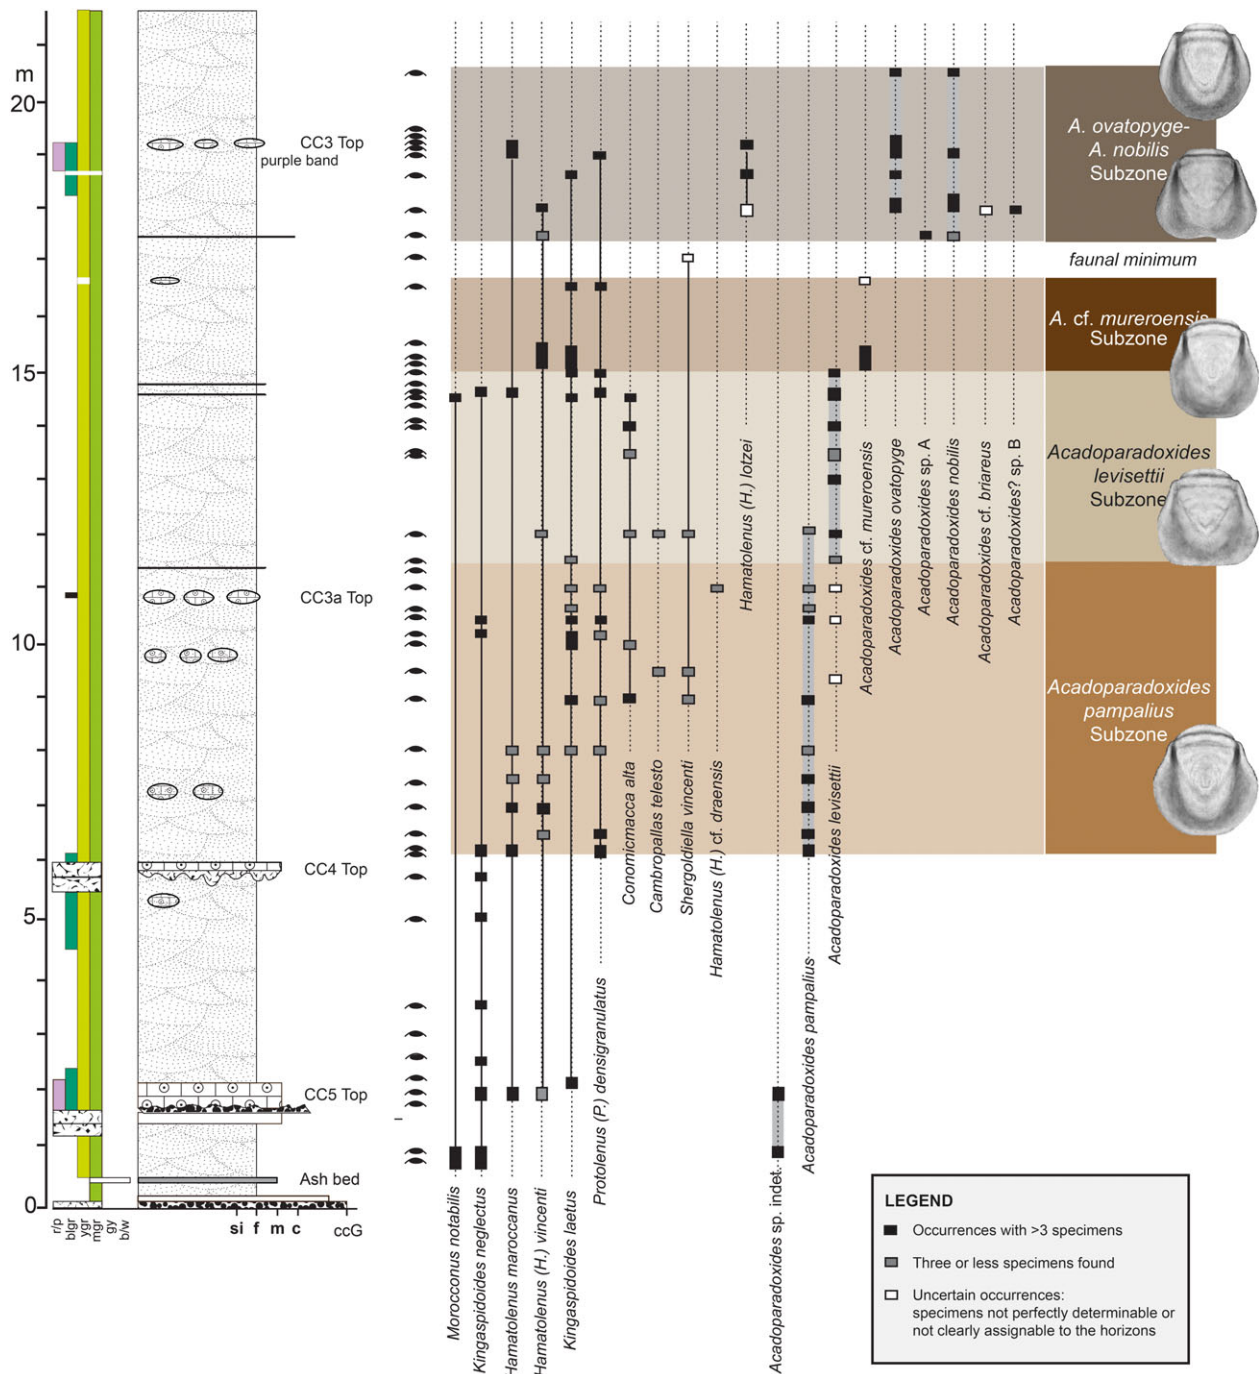 m
20
15
10
5
0
r/p
blgr
ygr
mgr
gy
b/w
si f m c ccG
CC3 Top
purple band
CC3a Top
CC4 Top
CC5 Top
Ash bed
Morocconus notabilis
Kingaspidoides neglectus
Hamatolenus maroccanus
Hamatolenus (H.) vincenti
Kingaspidoides laetus
Protolenus (P.) densigranulatus
Conomicmacca alta
Cambropallas telesto
Shergoldiella vincenti
Hamatolenus (H.) cf. draensis
Hamatolenus (H.) lotzei
Acadoparadoxides sp. indet.
Acadoparadoxides pampalius
Acadoparadoxides levisettii
Acadoparadoxides cf. mureroensis
Acadoparadoxides ovatopyge
Acadoparadoxides sp. A
Acadoparadoxides nobilis
Acadoparadoxides cf. briareus
Acadoparadoxides? sp. B
A. ovatopyge-
A. nobilis
Subzone
faunal minimum
A. cf. mureroensis
Subzone
Acadoparadoxides
levisettii
Subzone
Acadoparadoxides
pampalius
Subzone
LEGEND
Occurrences with >3 specimens
Three or less specimens found
Uncertain occurrences:
specimens not perfectly determinable or
not clearly assignable to the horizons